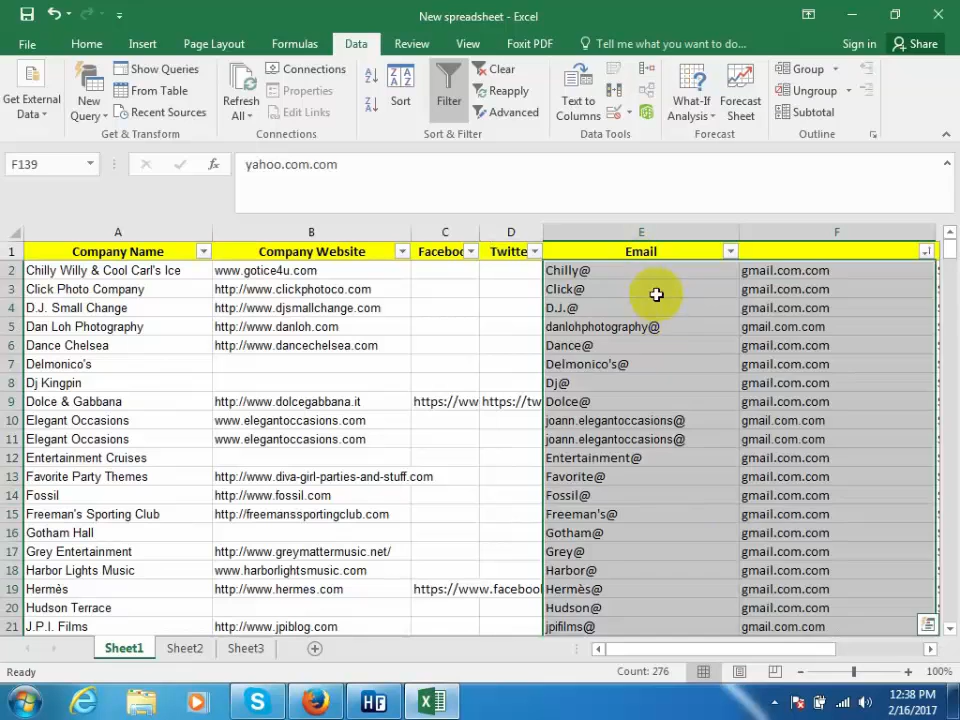 New spreadsheet - Excel
File Home Insert Page Layout Formulas Data Review View Foxit PDF Tell me what you want to do... Sign in Share
Get External Data
New Query
Show Queries
From Table
Recent Sources
Get & Transform
Refresh All
Connections
Properties
Edit Links
Connections
Sort
Filter
Clear
Reapply
Advanced
Sort & Filter
Text to Columns
Data Tools
What-If Analysis
Forecast Sheet
Forecast
Group
Ungroup
Subtotal
Outline
F139 fx yahoo.com.com
A B C D E F
1 Company Name Company Website Faceboo Twitte Email
2 Chilly Willy & Cool Carl's Ice www.gotice4u.com Chilly@ gmail.com.com
3 Click Photo Company http://www.clickphotoco.com Click@ gmail.com.com
4 D.J. Small Change http://www.djsmallchange.com D.J.@ gmail.com.com
5 Dan Loh Photography http://www.danloh.com danlohphotography@ gmail.com.com
6 Dance Chelsea http://www.dancechelsea.com Dance@ gmail.com.com
7 Delmonico's Delmonico's@ gmail.com.com
8 Dj Kingpin Dj@ gmail.com.com
9 Dolce & Gabbana http://www.dolcegabbana.it https://ww https://tw Dolce@ gmail.com.com
10 Elegant Occasions www.elegantoccasions.com joann.elegantoccasions@ gmail.com.com
11 Elegant Occasions www.elegantoccasions.com joann.elegantoccasions@ gmail.com.com
12 Entertainment Cruises Entertainment@ gmail.com.com
13 Favorite Party Themes http://www.diva-girl-parties-and-stuff.com Favorite@ gmail.com.com
14 Fossil http://www.fossil.com Fossil@ gmail.com.com
15 Freeman's Sporting Club http://freemanssportingclub.com Freeman's@ gmail.com.com
16 Gotham Hall Gotham@ gmail.com.com
17 Grey Entertainment http://www.greymattermusic.net/ Grey@ gmail.com.com
18 Harbor Lights Music www.harborlightsmusic.com Harbor@ gmail.com.com
19 Hermès http://www.hermes.com https://www.facebook Hermès@ gmail.com.com
20 Hudson Terrace Hudson@ gmail.com.com
21 J.P.I. Films http://www.jpiblog.com jpifilms@ gmail.com.com
Sheet1 Sheet2 Sheet3
Ready Count: 276 100%
HF
12:38 PM
2/16/2017